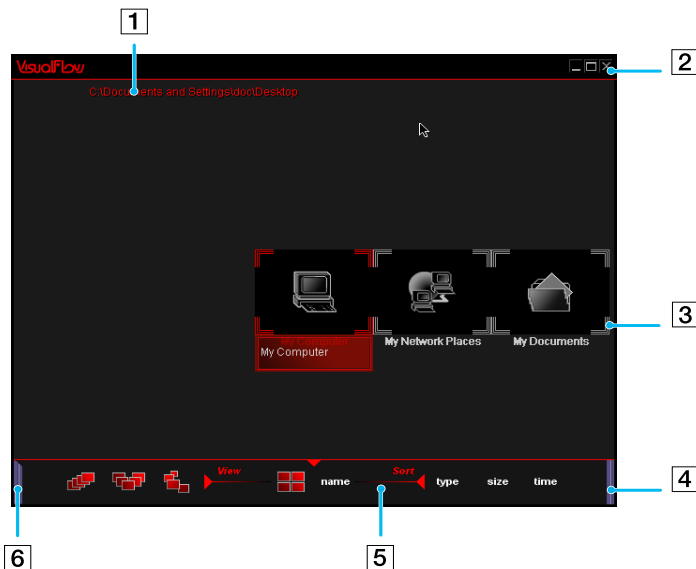 1
VisualFlow
2
C:\Documents and Settings\doc\Desktop
3
My Computer
My Computer
My Network Places
My Documents
View
Sort
name
type
size
time
4
6
5